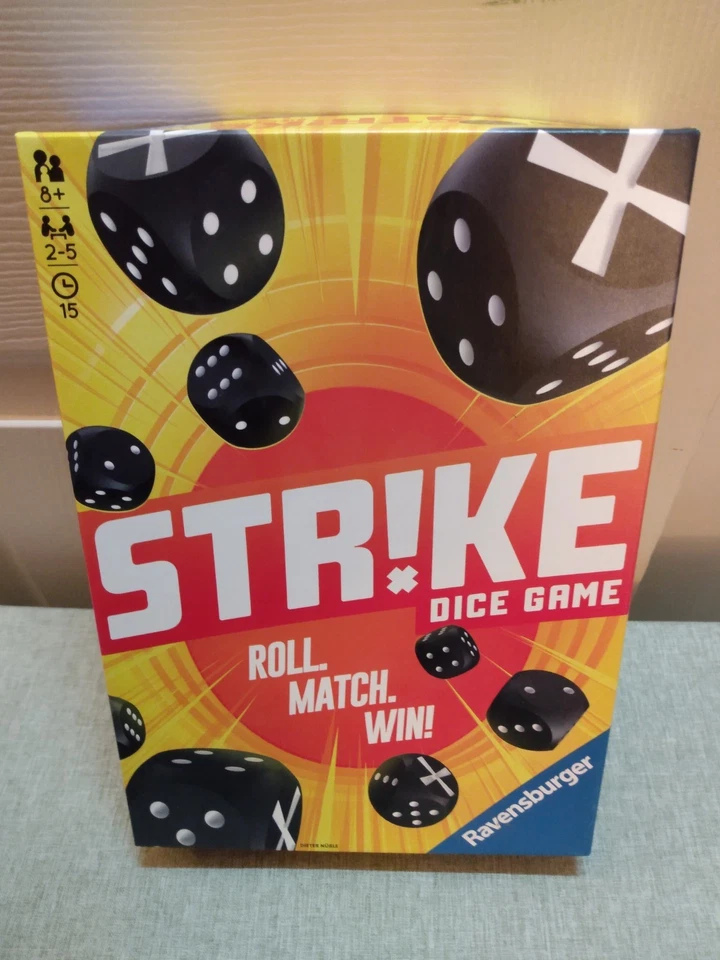 8+
2-5
15
STR!KE
DICE GAME
ROLL.
MATCH.
WIN!
Ravensburger